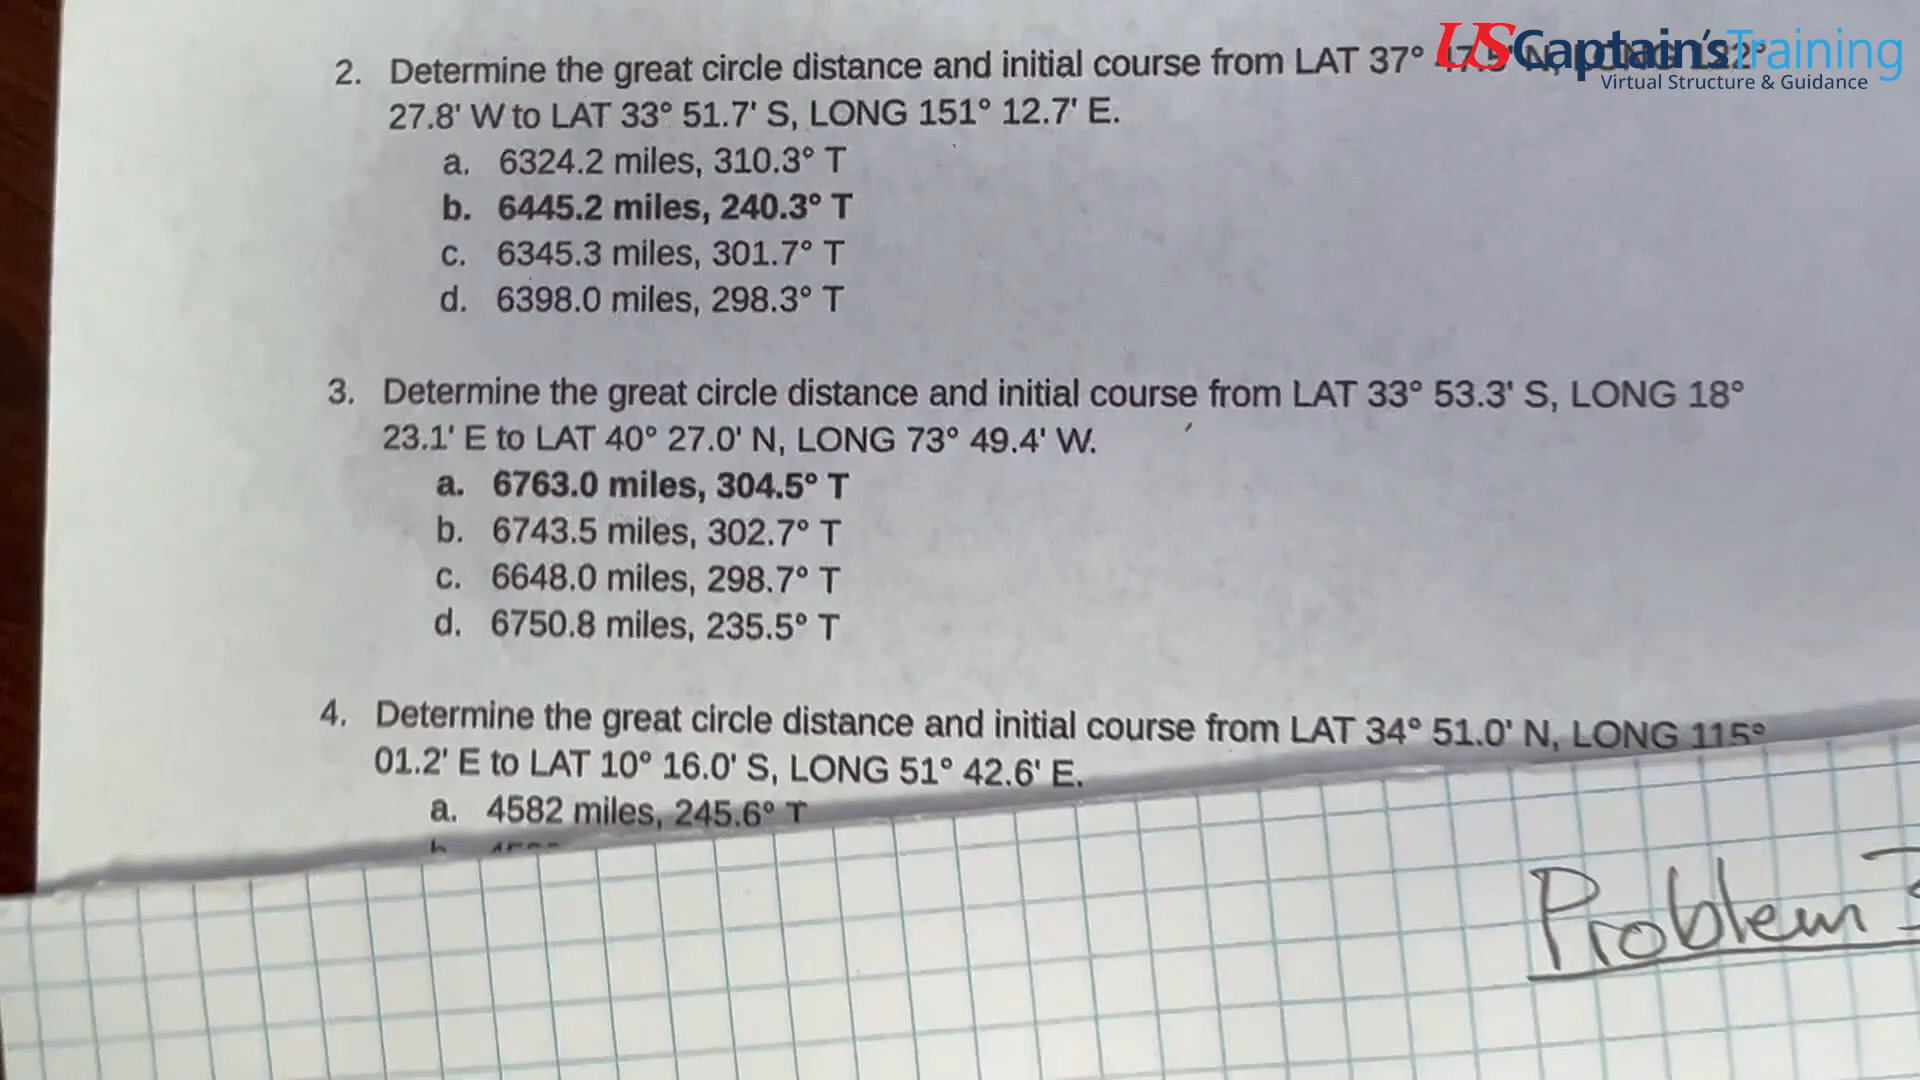 USCaptain'sTraining
Virtual Structure & Guidance
2. Determine the great circle distance and initial course from LAT 37° 47.5' N, LONG 122°
27.8' W to LAT 33° 51.7' S, LONG 151° 12.7' E.
a. 6324.2 miles, 310.3° T
b. 6445.2 miles, 240.3° T
c. 6345.3 miles, 301.7° T
d. 6398.0 miles, 298.3° T
3. Determine the great circle distance and initial course from LAT 33° 53.3' S, LONG 18°
23.1' E to LAT 40° 27.0' N, LONG 73° 49.4' W.
a. 6763.0 miles, 304.5° T
b. 6743.5 miles, 302.7° T
c. 6648.0 miles, 298.7° T
d. 6750.8 miles, 235.5° T
4. Determine the great circle distance and initial course from LAT 34° 51.0' N, LONG 115°
01.2' E to LAT 10° 16.0' S, LONG 51° 42.6' E.
a. 4582 miles, 245.6° T
Problem 3